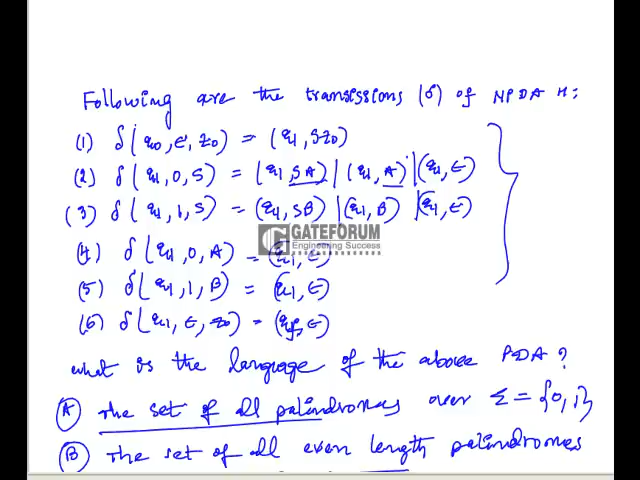 Following are the transissions (δ) of NPDA M:
(1) δ(q0, ϵ, z0) = (q1, Sz0)
(2) δ(q1, 0, S) = (q1, SA) | (q1, A) | (q1, ϵ)
(3) δ(q1, 1, S) = (q1, SB) | (q1, B) | (q1, ϵ)
GATEFORUM
Engineering Success
(4) δ(q1, 0, A) = (q1, ϵ)
(5) δ(q1, 1, B) = (q1, ϵ)
(6) δ(q1, ϵ, z0) = (qf, ϵ)
what is the language of the above PDA?
(A) The set of all palindromes over Σ = {0, 1}
(B) The set of all even length palindromes